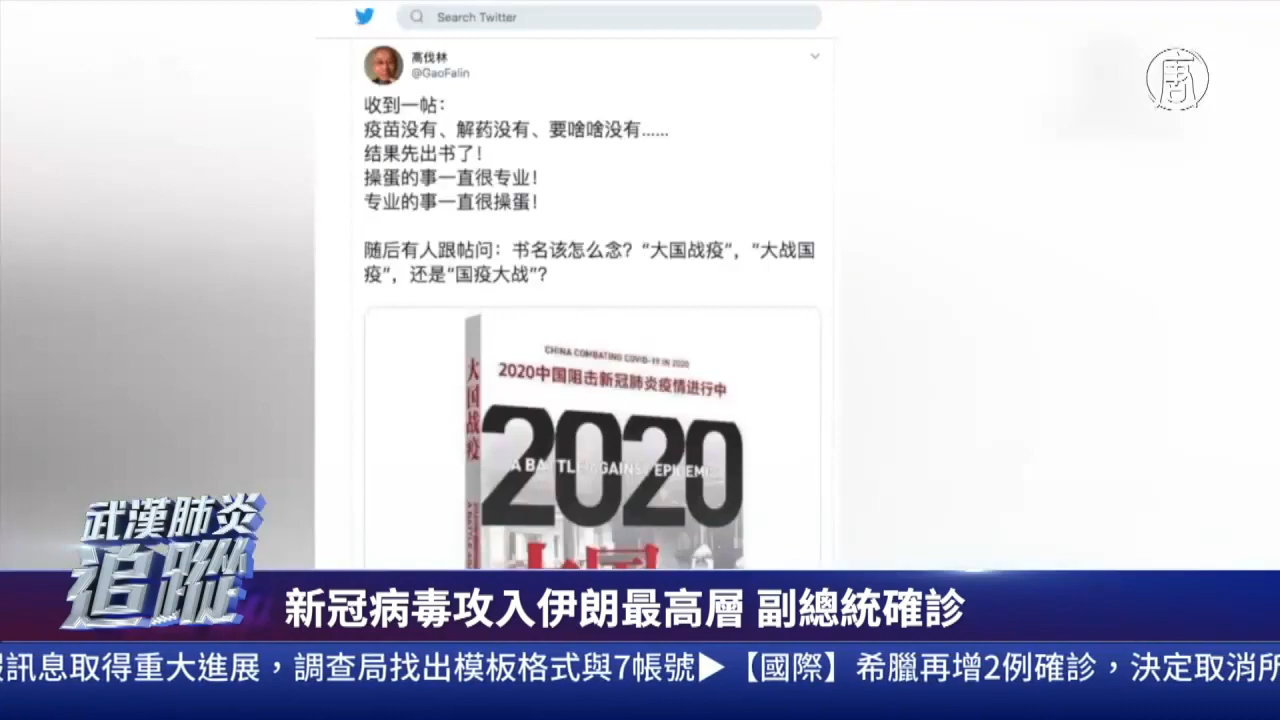 Search Twitter
高伐林
@GaoFalin
收到一帖：
疫苗没有、解药没有、要啥啥没有......
结果先出书了！
操蛋的事一直很专业！
专业的事一直很操蛋！
随后有人跟帖问：书名该怎么念？“大国战疫”，“大战国
疫”，还是“国疫大战”？
CHINA COMBATING COVID-19 IN 2020
2020中国阻击新冠肺炎疫情进行中
大国战疫
2020
A BATTLE AGAINST EPIDEMIC
唐
武漢肺炎
追蹤
新冠病毒攻入伊朗最高層 副總統確診
訊息取得重大進展，調查局找出模板格式與7帳號▶【國際】希臘再增2例確診，決定取消所